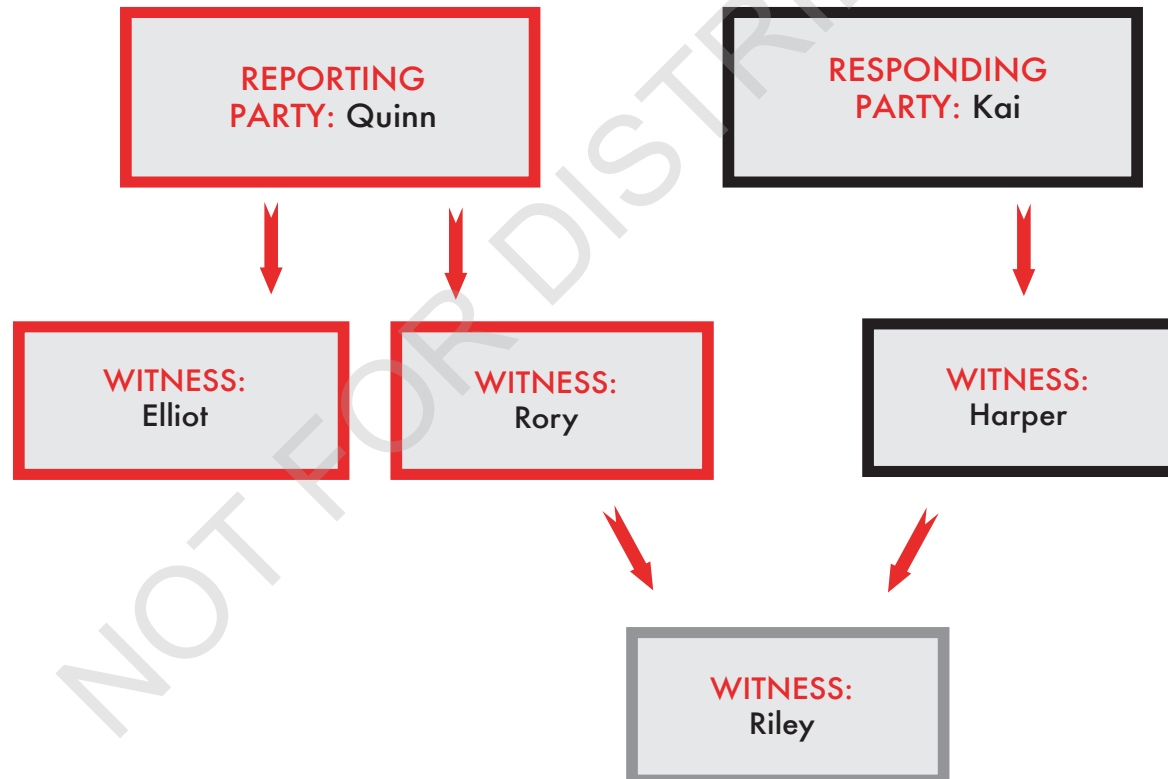 REPORTING
PARTY: Quinn
RESPONDING
PARTY: Kai
WITNESS:
Elliot
WITNESS:
Rory
WITNESS:
Harper
WITNESS:
Riley
NOT FOR DISTRI